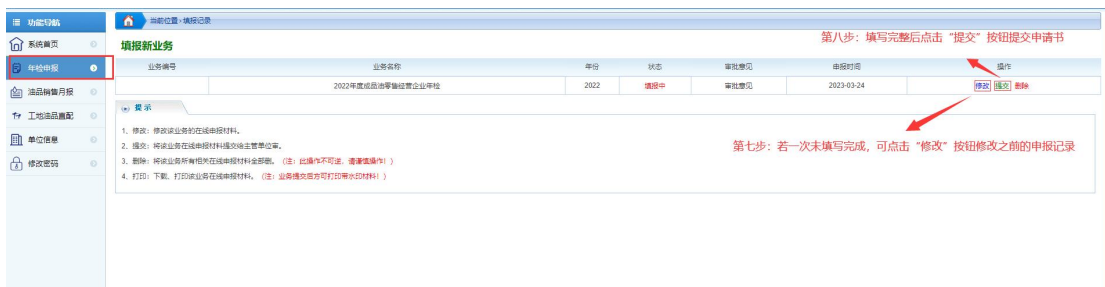 功能导航
当前位置>填报记录
系统首页
填报新业务
第八步：填写完整后点击“提交”按钮提交申请书
年检申报
业务编号 业务名称 年份 状态 审批意见 申报时间 操作
油品销售月报
2022年度成品油零售经营企业年检 2022 填报中 审批意见 2023-03-24 修改 提交 删除
工地油品直配
提示
单位信息
修改密码
1、修改：修改该业务的在线申报材料。
2、提交：将该业务在线申报材料提交给主管单位审。
3、删除：将该业务所有相关在线申报材料全部删。（注：此操作不可逆，请谨慎操作！）
4、打印：下载、打印该业务在线申报材料。（注：业务提交后方可打印带水印材料！）
第七步：若一次未填写完成，可点击“修改”按钮修改之前的申报记录